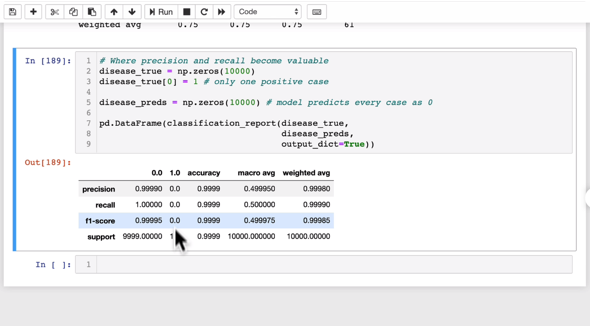 Run
Code
weighted avg 0.75 0.75 0.75 61
In [189]:
1 # Where precision and recall become valuable
2 disease_true = np.zeros(10000)
3 disease_true[0] = 1 # only one positive case
4
5 disease_preds = np.zeros(10000) # model predicts every case as 0
6
7 pd.DataFrame(classification_report(disease_true,
8 disease_preds,
9 output_dict=True))
Out[189]:
0.0 1.0 accuracy macro avg weighted avg
precision 0.99990 0.0 0.9999 0.499950 0.99980
recall 1.00000 0.0 0.9999 0.500000 0.99990
f1-score 0.99995 0.0 0.9999 0.499975 0.99985
support 9999.00000 1 0.9999 10000.000000 10000.00000
In [ ]: 1